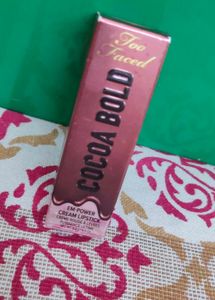 Too
Faced
COCOA BOLD
EM-POWER
CREAM LIPSTICK